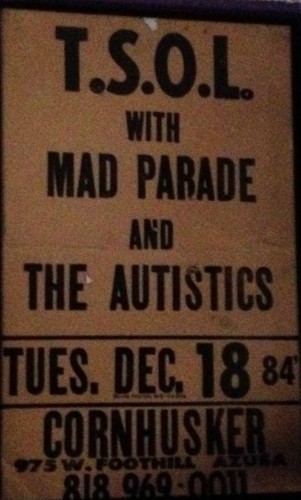 T.S.O.L.
WITH
MAD PARADE
AND
THE AUTISTICS
TUES. DEC. 18 84'
CORNHUSKER
975 W. FOOTHILL AZUSA
818 969-0011